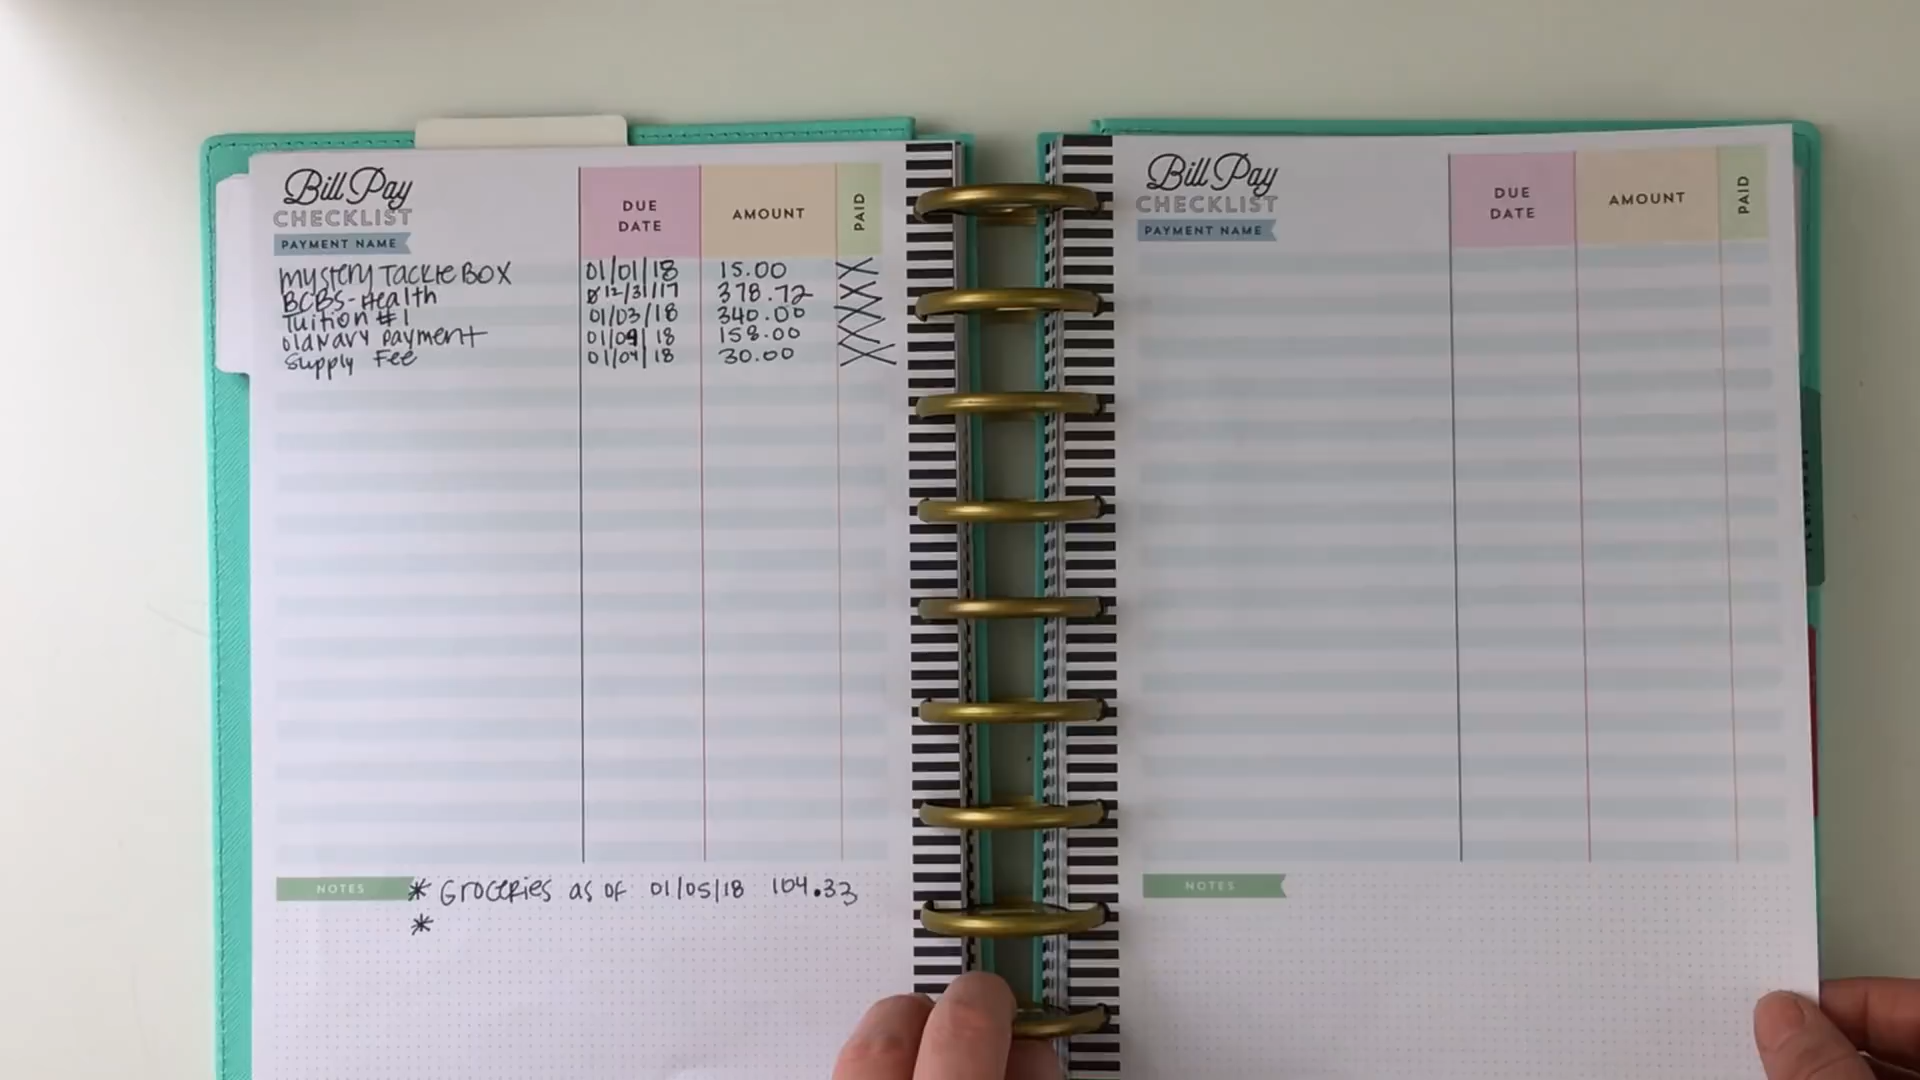 Bill Pay
CHECKLIST
PAYMENT NAME
DUE DATE
AMOUNT
PAID
Mystery Tackle Box 01/01/18 15.00
BCBS-Health 12/31/17 378.72
Tuition #1 01/03/18 340.00
Old Navy Payment 01/09/18 158.00
Supply Fee 01/04/18 30.00
NOTES * Groceries as of 01/05/18 104.33
*
Bill Pay
CHECKLIST
PAYMENT NAME
DUE DATE
AMOUNT
PAID
NOTES